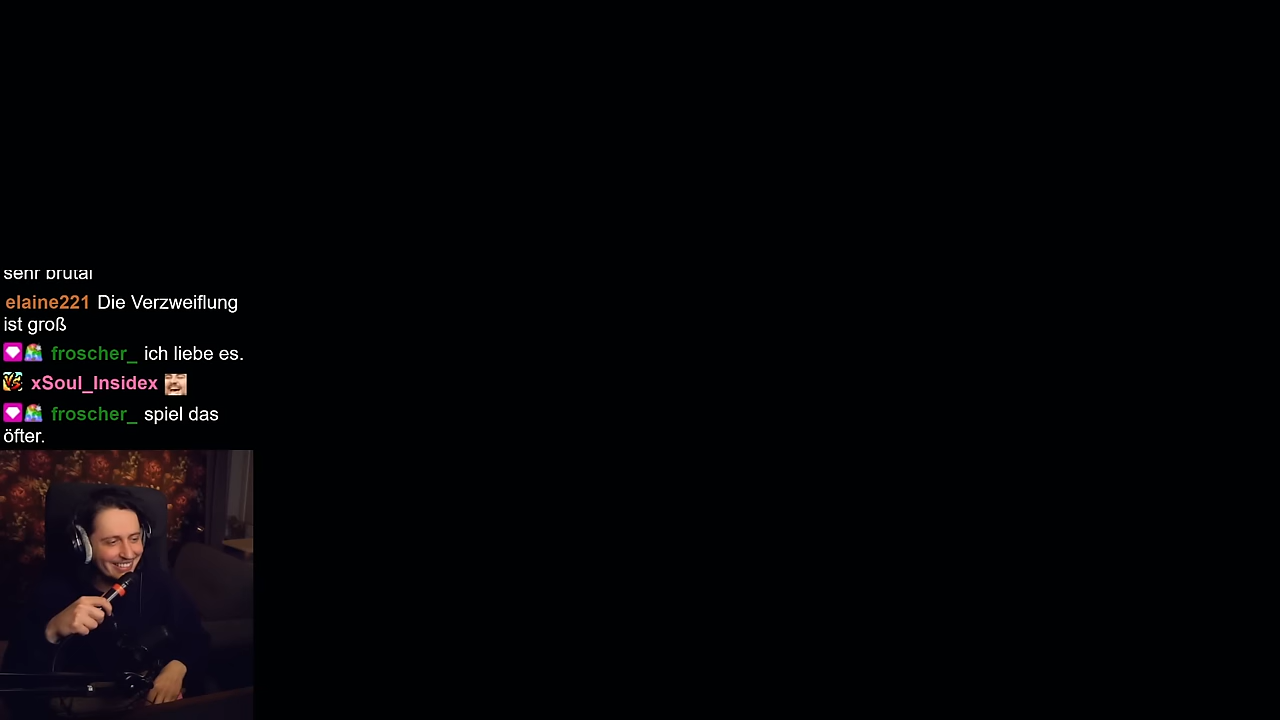 sehr brutal
elaine221 Die Verzweiflung
ist groß
froscher_ ich liebe es.
xSoul_Insidex
froscher_ spiel das
öfter.